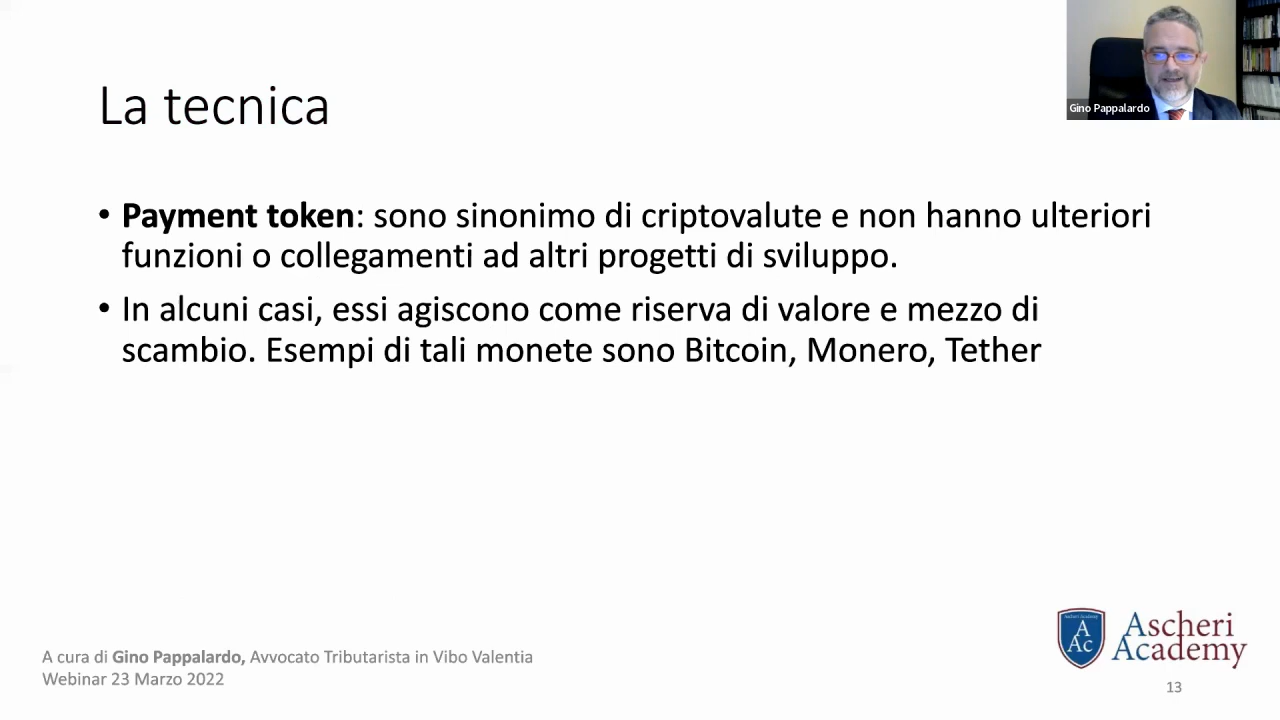 La tecnica
Gino Pappalardo
• Payment token: sono sinonimo di criptovalute e non hanno ulteriori
funzioni o collegamenti ad altri progetti di sviluppo.
• In alcuni casi, essi agiscono come riserva di valore e mezzo di
scambio. Esempi di tali monete sono Bitcoin, Monero, Tether
A cura di Gino Pappalardo, Avvocato Tributarista in Vibo Valentia
Webinar 23 Marzo 2022
A
Ac
Ascheri
Academy
13